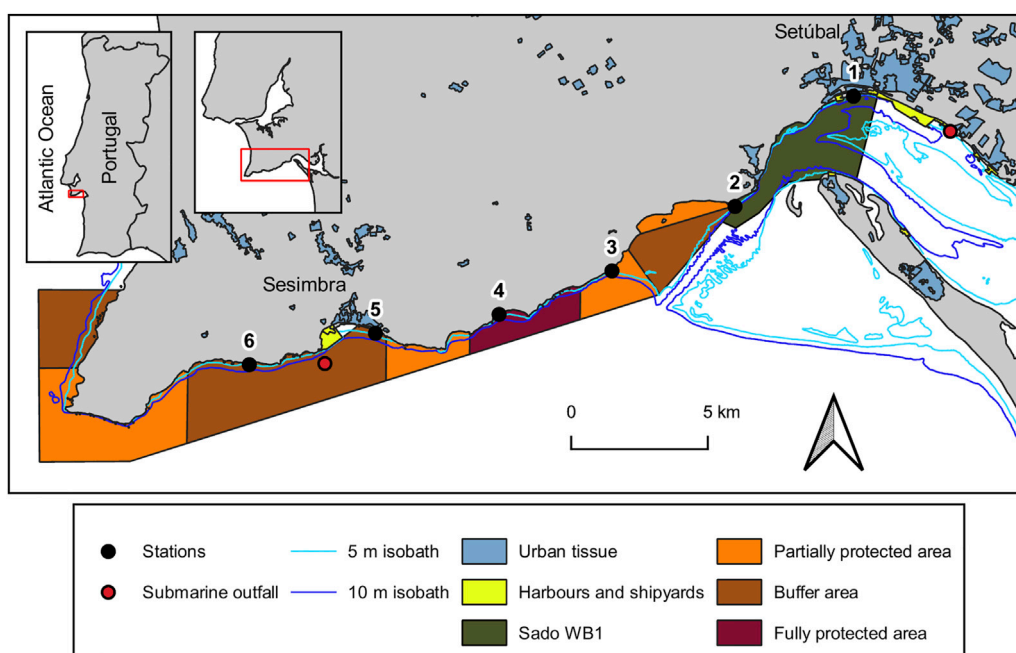 Setúbal
1
Atlantic Ocean
Portugal
2
3
Sesimbra
4
5
6
0 5 km
Stations
5 m isobath
Urban tissue
Partially protected area
Submarine outfall
10 m isobath
Harbours and shipyards
Buffer area
Sado WB1
Fully protected area